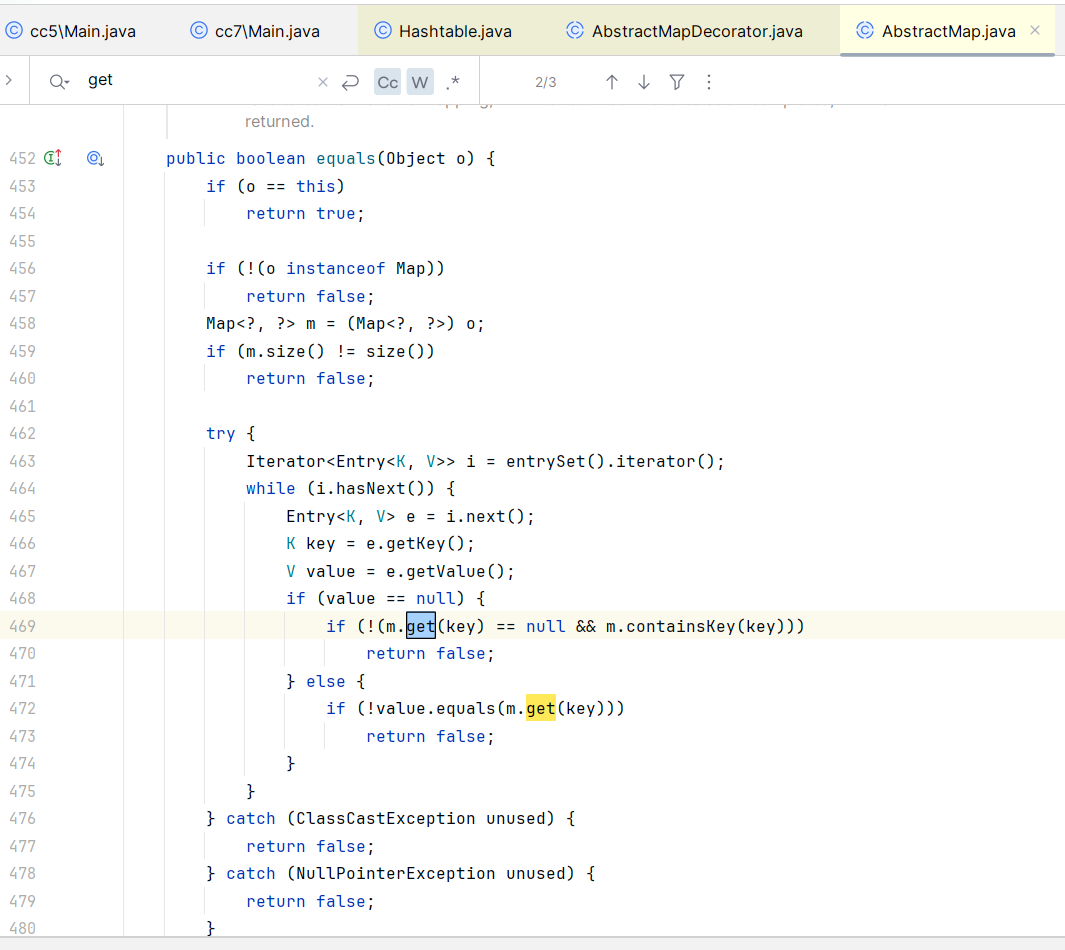 cc5\Main.java cc7\Main.java Hashtable.java AbstractMapDecorator.java AbstractMap.java
get Cc W .* 2/3
returned.
452 public boolean equals(Object o) {
453 if (o == this)
454 return true;
455
456 if (!(o instanceof Map))
457 return false;
458 Map<?, ?> m = (Map<?, ?>) o;
459 if (m.size() != size())
460 return false;
461
462 try {
463 Iterator<Entry<K, V>> i = entrySet().iterator();
464 while (i.hasNext()) {
465 Entry<K, V> e = i.next();
466 K key = e.getKey();
467 V value = e.getValue();
468 if (value == null) {
469 if (!(m.get(key) == null && m.containsKey(key)))
470 return false;
471 } else {
472 if (!value.equals(m.get(key)))
473 return false;
474 }
475 }
476 } catch (ClassCastException unused) {
477 return false;
478 } catch (NullPointerException unused) {
479 return false;
480 }